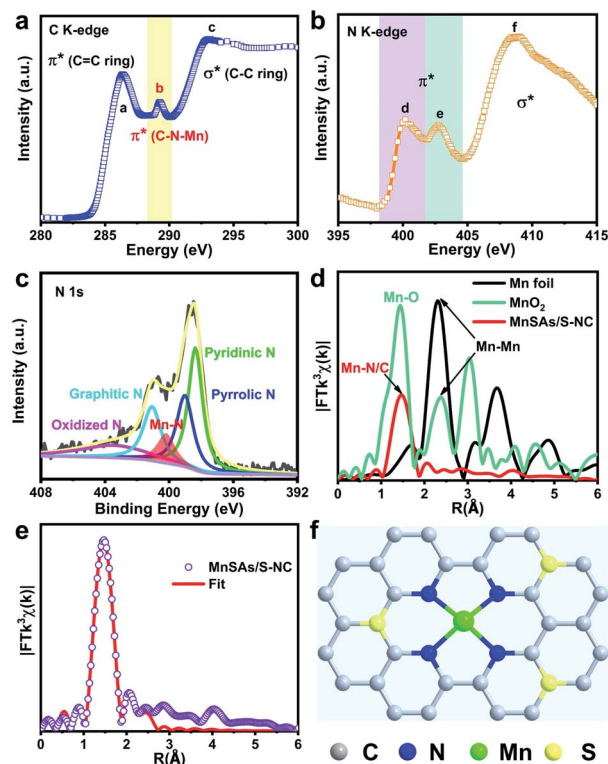 a
C K-edge
c
π* (C=C ring)
b
σ* (C-C ring)
a
π* (C-N-Mn)
Intensity (a.u.)
280 285 290 295 300
Energy (eV)
b
N K-edge
f
π*
d
e
σ*
Intensity (a.u.)
395 400 405 410 415
Energy (eV)
c
N 1s
Pyridinic N
Graphitic N
Pyrrolic N
Oxidized N
Mn-N
Intensity (a.u.)
408 404 400 396 392
Binding Energy (eV)
d
Mn foil
MnO2
MnSAs/S-NC
Mn-O
Mn-Mn
Mn-N/C
|FTk³χ(k)|
0 1 2 3 4 5 6
R(Å)
e
MnSAs/S-NC
Fit
|FTk³χ(k)|
0 1 2 3 4 5 6
R(Å)
f
C N Mn S